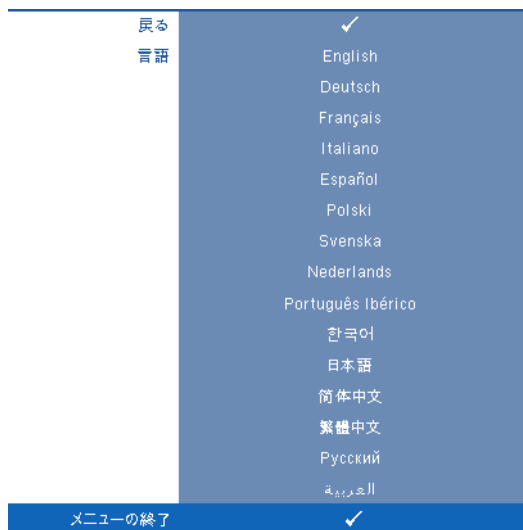 戻る ✓
言語 English
Deutsch
Français
Italiano
Español
Polski
Svenska
Nederlands
Português Ibérico
한국어
日本語
简体中文
繁體中文
Русский
العربية
メニューの終了 ✓